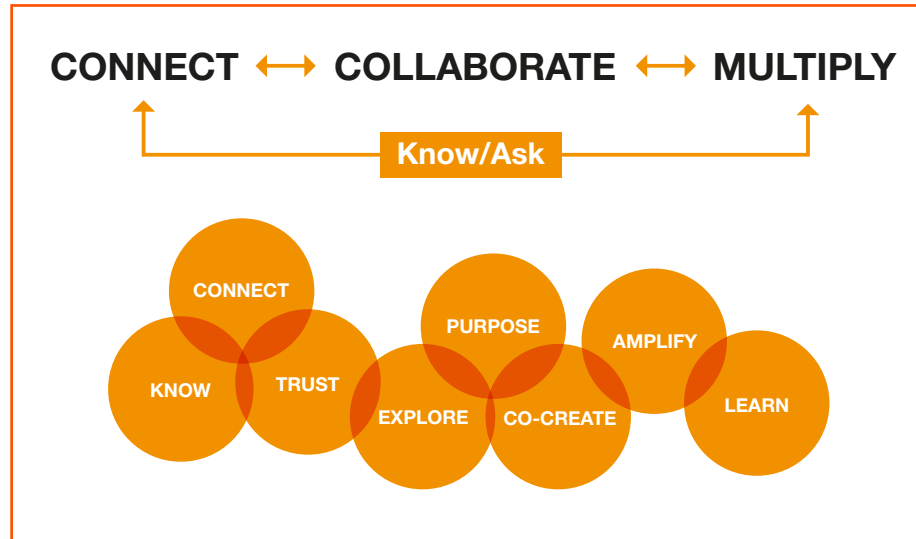 CONNECT COLLABORATE MULTIPLY
Know/Ask
CONNECT
KNOW
TRUST
EXPLORE
PURPOSE
CO-CREATE
AMPLIFY
LEARN